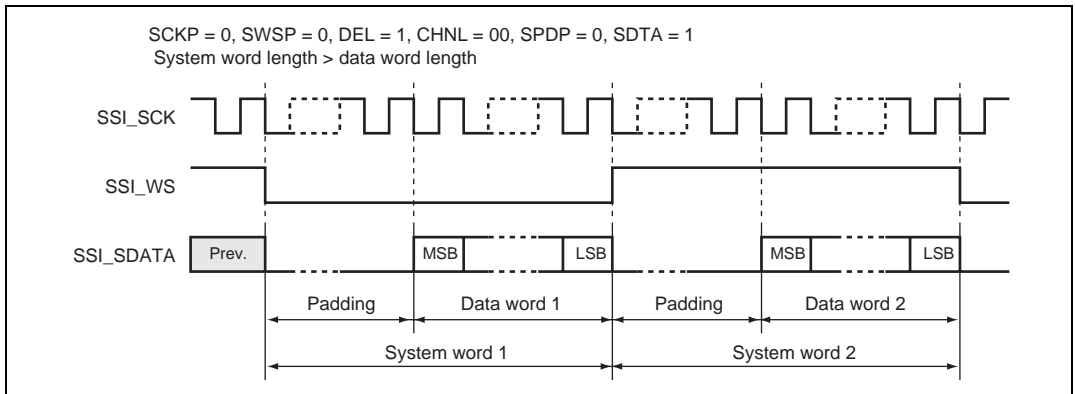 SCKP = 0, SWSP = 0, DEL = 1, CHNL = 00, SPDP = 0, SDTA = 1
System word length > data word length
SSI_SCK
SSI_WS
SSI_SDATA
Prev.
MSB
LSB
MSB
LSB
Padding
Data word 1
Padding
Data word 2
System word 1
System word 2